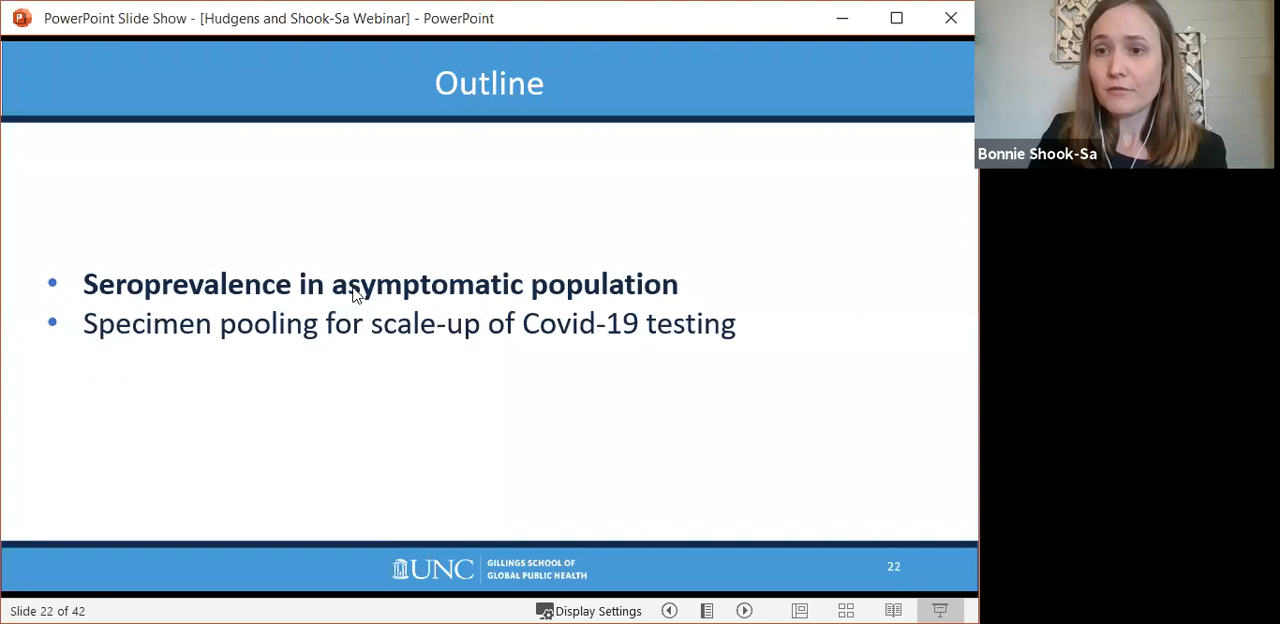 PowerPoint Slide Show - [Hudgens and Shook-Sa Webinar] - PowerPoint
Outline
Bonnie Shook-Sa
• Seroprevalence in asymptomatic population
• Specimen pooling for scale-up of Covid-19 testing
UNC
GILLINGS SCHOOL OF
GLOBAL PUBLIC HEALTH
22
Slide 22 of 42
Display Settings